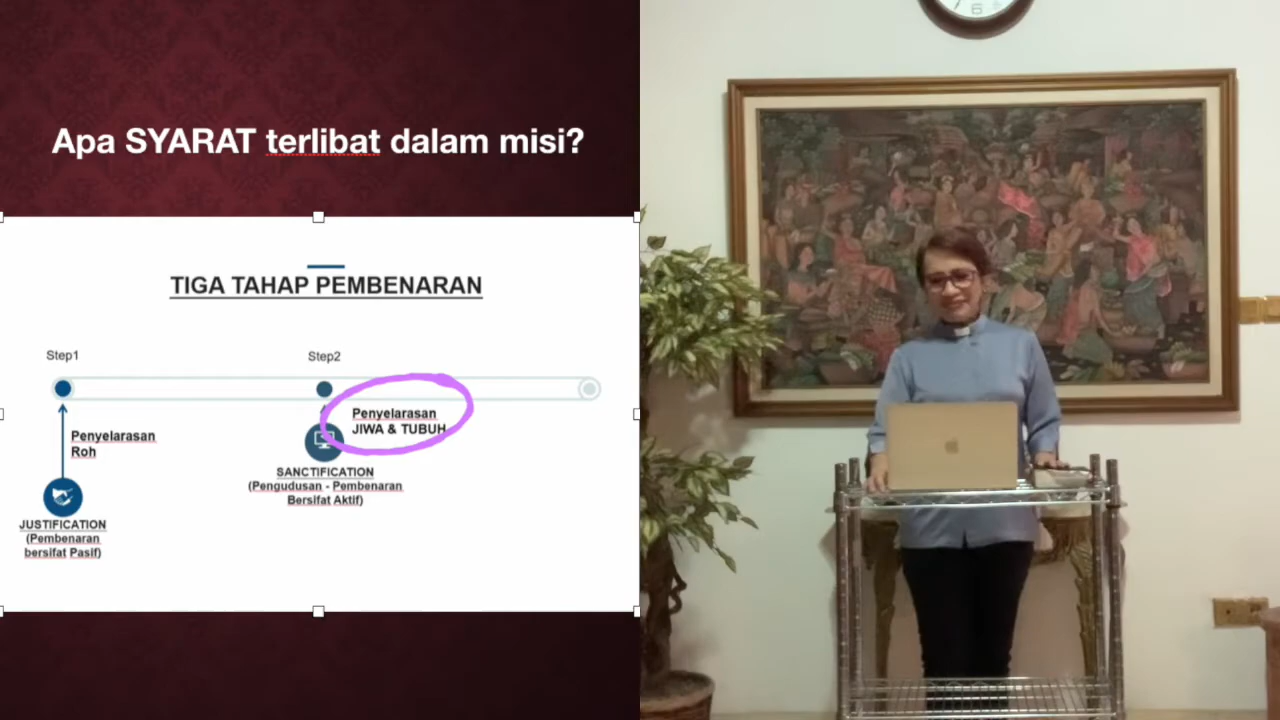 Apa SYARAT terlibat dalam misi?
TIGA TAHAP PEMBENARAN
Step1
Step2
Penyelarasan
JIWA & TUBUH
Penyelarasan
Roh
SANCTIFICATION
(Pengudusan - Pembenaran
Bersifat Aktif)
JUSTIFICATION
(Pembenaran
bersifat Pasif)
6